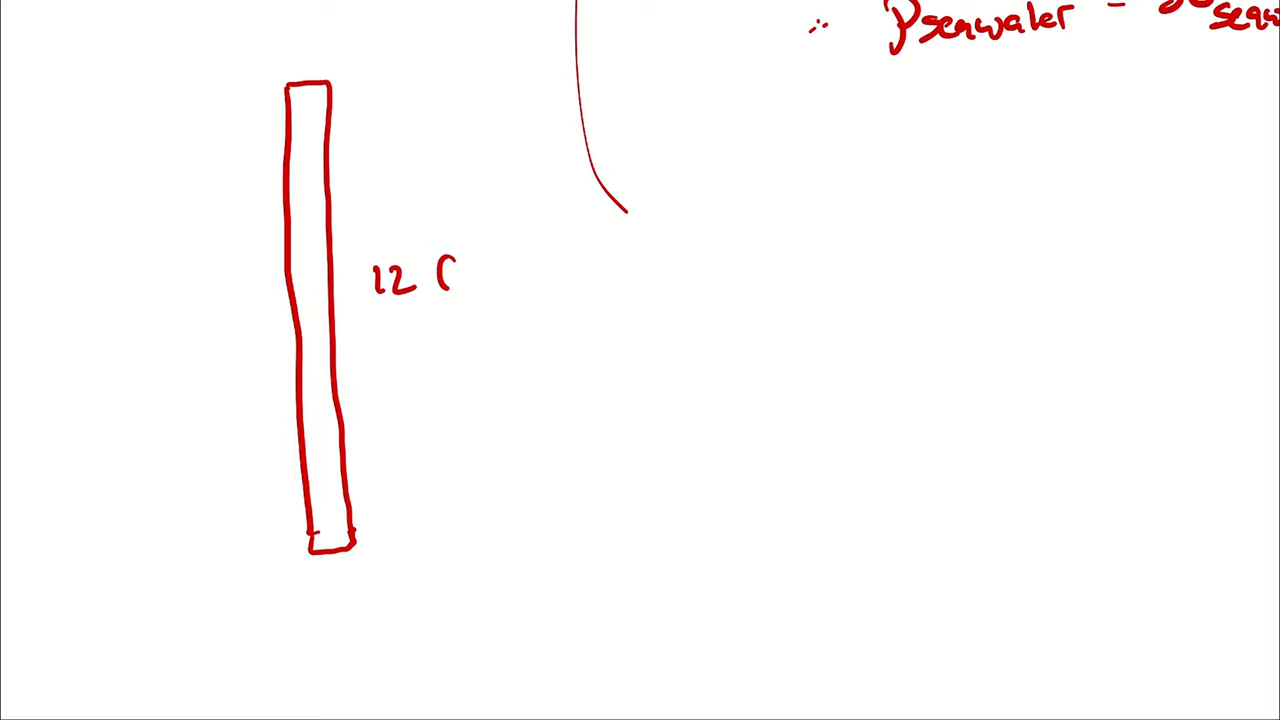 ∴ ρseawater =
12 C